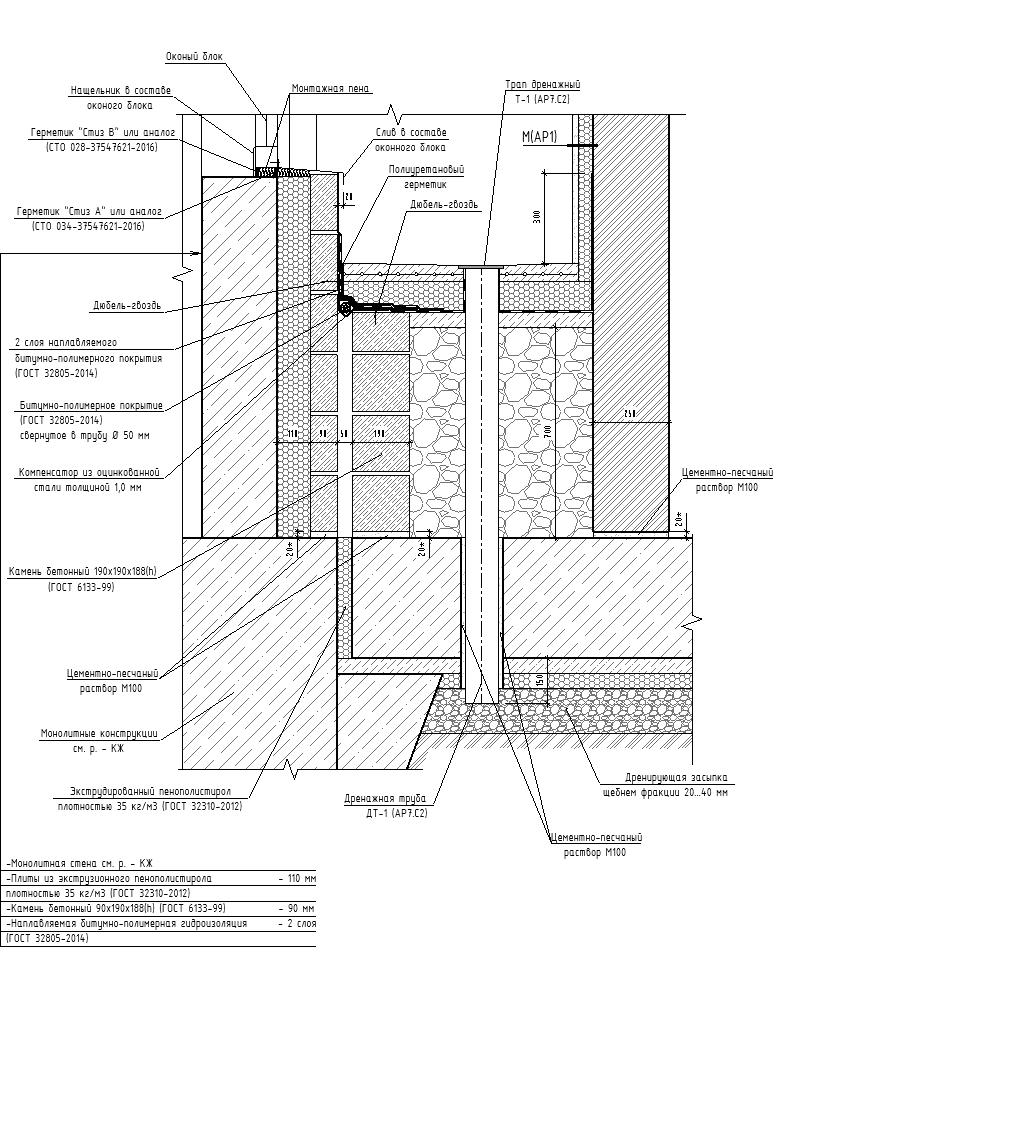 Оконый блок
Нащельник в составе
оконого блока
Монтажная пена
Трап дренажный
Т-1 (АР7.С2)
Герметик "Стиз В" или аналог
(СТО 028-37547621-2016)
Слив в составе
оконного блока
М(АР1)
Полиуретановый
герметик
Дюбель-гвоздь
Герметик "Стиз А" или аналог
(СТО 034-37547621-2016)
300
Дюбель-гвоздь
2 слоя наплавляемого
битумно-полимерного покрытия
(ГОСТ 32805-2014)
Битумно-полимерное покрытие
(ГОСТ 32805-2014)
свернутое в трубу Ø 50 мм
110
90
50
190
700
250
Компенсатор из оцинкованной
стали толщиной 1,0 мм
Цементно-песчаный
раствор М100
20*
20*
20*
Камень бетонный 190х190х188(h)
(ГОСТ 6133-99)
Цементно-песчаный
раствор М100
150
Монолитные конструкции
см. р. - КЖ
Экструдированный пенополистирол
плотностью 35 кг/м3 (ГОСТ 32310-2012)
Дренажная труба
ДТ-1 (АР7.С2)
Дренирующая засыпка
щебнем фракции 20...40 мм
Цементно-песчаный
раствор М100
-Монолитная стена см. р. - КЖ
-Плиты из экструзионного пенополистирола - 110 мм
плотностью 35 кг/м3 (ГОСТ 32310-2012)
-Камень бетонный 90х190х188(h) (ГОСТ 6133-99) - 90 мм
-Наплавляемая битумно-полимерная гидроизоляция - 2 слоя
(ГОСТ 32805-2014)